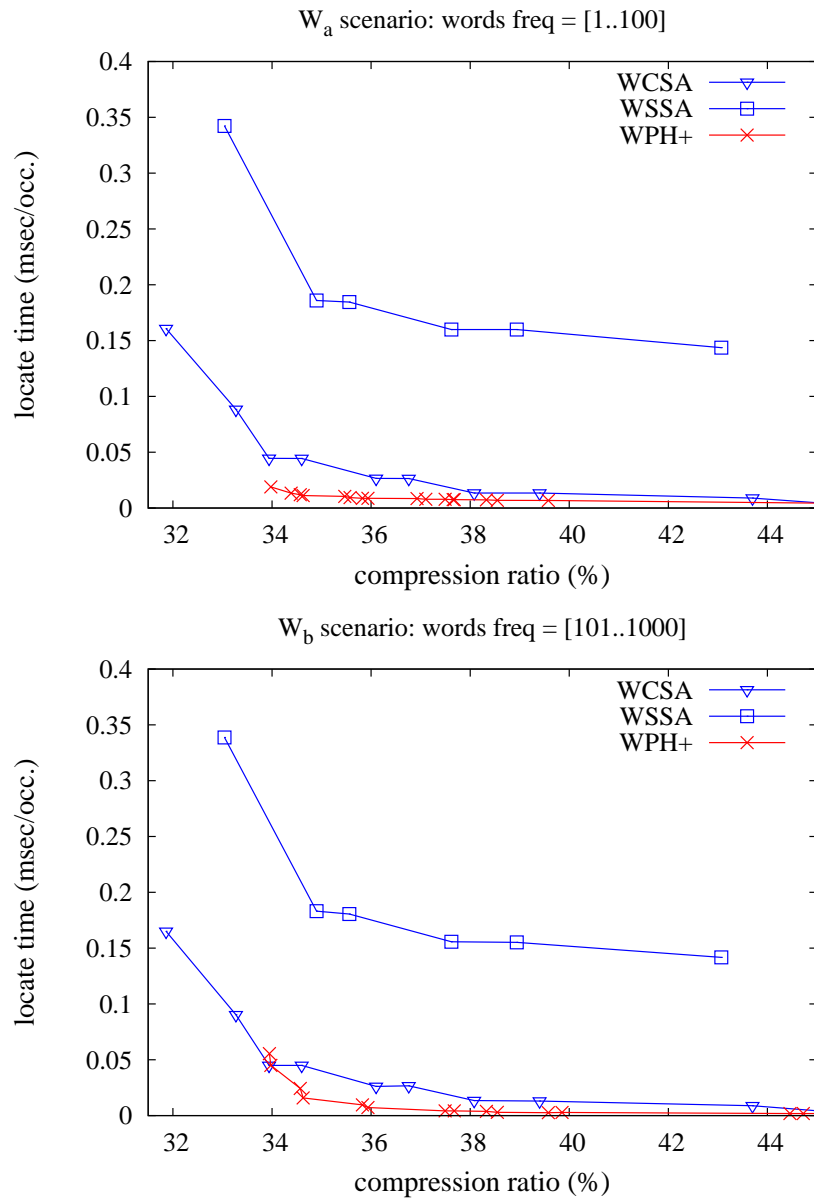 W_a scenario: words freq = [1..100]
0.4
0.35
0.3
0.25
0.2
0.15
0.1
0.05
0
locate time (msec/occ.)
WCSA
WSSA
WPH+
32 34 36 38 40 42 44
compression ratio (%)
W_b scenario: words freq = [101..1000]
0.4
0.35
0.3
0.25
0.2
0.15
0.1
0.05
0
locate time (msec/occ.)
WCSA
WSSA
WPH+
32 34 36 38 40 42 44
compression ratio (%)